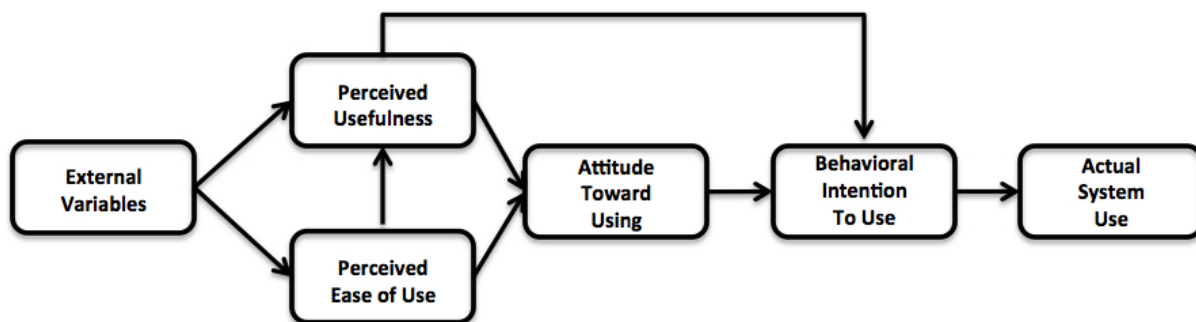 External
Variables
Perceived
Usefulness
Perceived
Ease of Use
Attitude
Toward
Using
Behavioral
Intention
To Use
Actual
System
Use